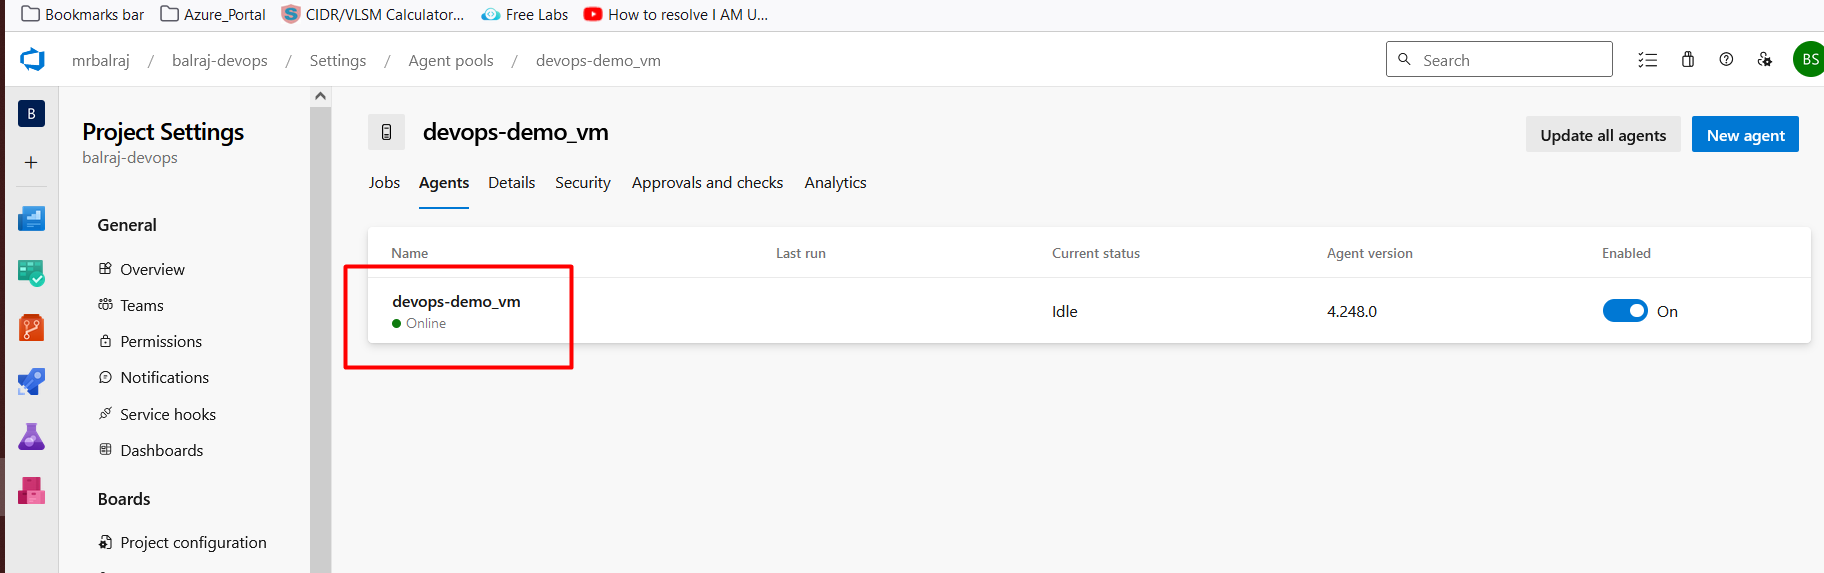 Bookmarks bar Azure_Portal CIDR/VLSM Calculator... Free Labs How to resolve I AM U...
mrbalraj / balraj-devops / Settings / Agent pools / devops-demo_vm Search BS
B
Project Settings
balraj-devops
General
Overview
Teams
Permissions
Notifications
Service hooks
Dashboards
Boards
Project configuration
devops-demo_vm
Update all agents New agent
Jobs Agents Details Security Approvals and checks Analytics
Name Last run Current status Agent version Enabled
devops-demo_vm
Online
Idle 4.248.0 On